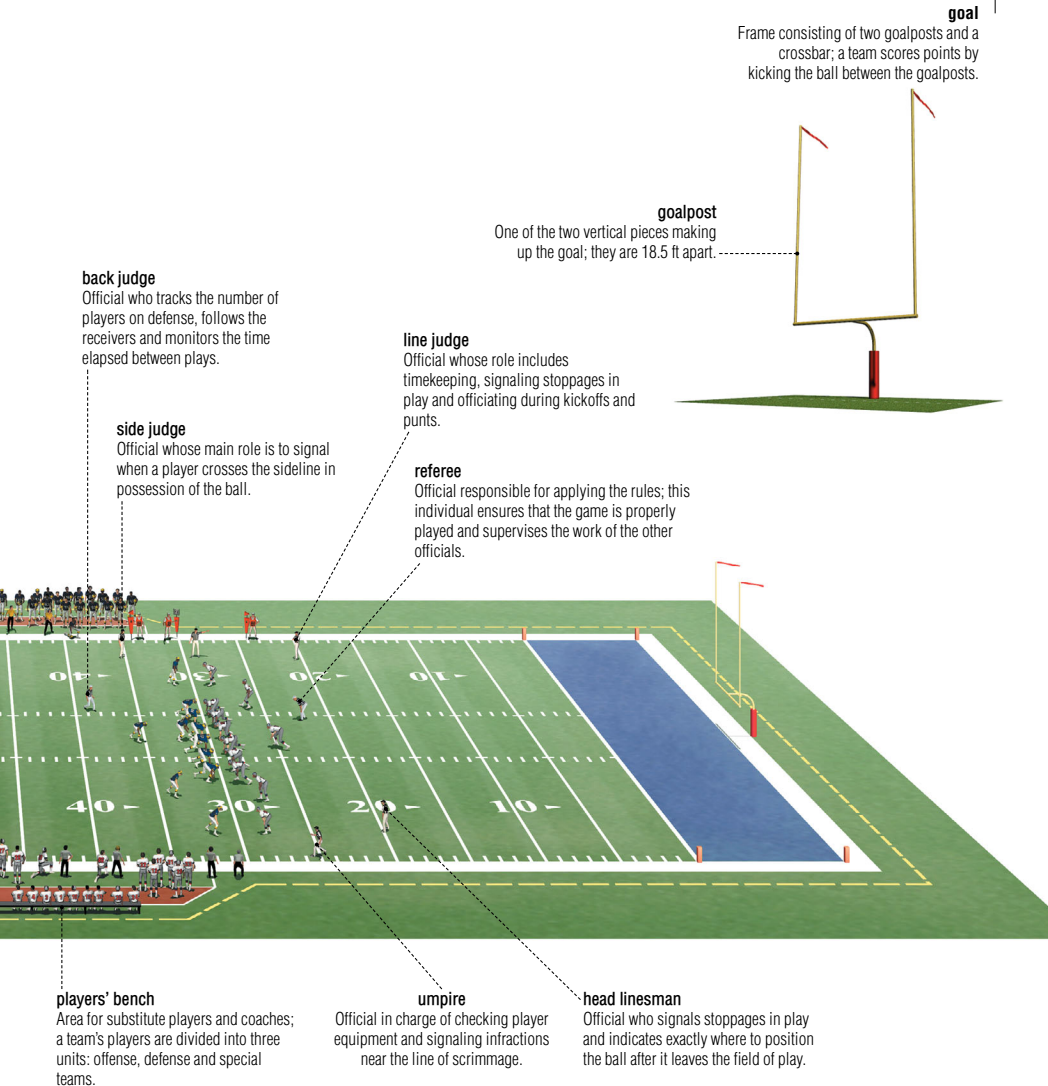 goal
Frame consisting of two goalposts and a
crossbar; a team scores points by
kicking the ball between the goalposts.
goalpost
One of the two vertical pieces making
up the goal; they are 18.5 ft apart.
back judge
Official who tracks the number of
players on defense, follows the
receivers and monitors the time
elapsed between plays.
line judge
Official whose role includes
timekeeping, signaling stoppages in
play and officiating during kickoffs and
punts.
side judge
Official whose main role is to signal
when a player crosses the sideline in
possession of the ball.
referee
Official responsible for applying the rules; this
individual ensures that the game is properly
played and supervises the work of the other
officials.
40 30 20 10
40 30 20 10
players’ bench
Area for substitute players and coaches;
a team’s players are divided into three
units: offense, defense and special
teams.
umpire
Official in charge of checking player
equipment and signaling infractions
near the line of scrimmage.
head linesman
Official who signals stoppages in play
and indicates exactly where to position
the ball after it leaves the field of play.